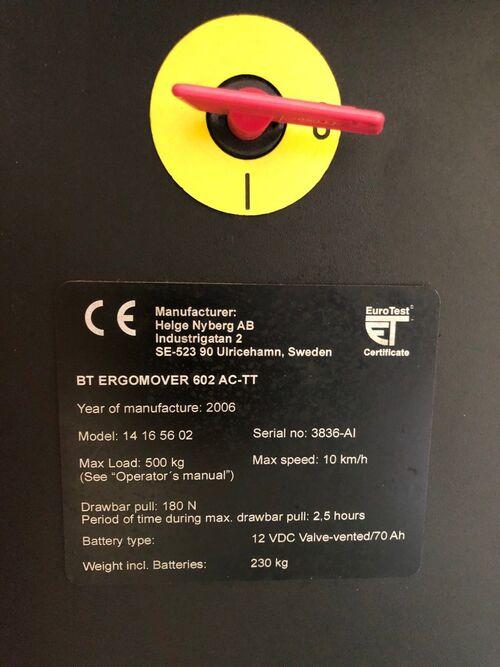 O
I
CE
Manufacturer:
Helge Nyberg AB
Industrigatan 2
SE-523 90 Ulricehamn, Sweden
EuroTest
ET
Certificate
BT ERGOMOVER 602 AC-TT
Year of manufacture: 2006
Model: 14 16 56 02 Serial no: 3836-AI
Max Load: 500 kg Max speed: 10 km/h
(See "Operator´s manual")
Drawbar pull: 180 N
Period of time during max. drawbar pull: 2,5 hours
Battery type: 12 VDC Valve-vented/70 Ah
Weight incl. Batteries: 230 kg